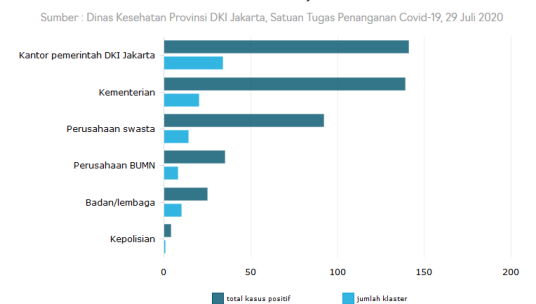 Sumber : Dinas Kesehatan Provinsi DKI Jakarta, Satuan Tugas Penanganan Covid-19, 29 Juli 2020
Kantor pemerintah DKI Jakarta
Kementerian
Perusahaan swasta
Perusahaan BUMN
Badan/lembaga
Kepolisian
0 50 100 150 200
total kasus positif jumlah klaster